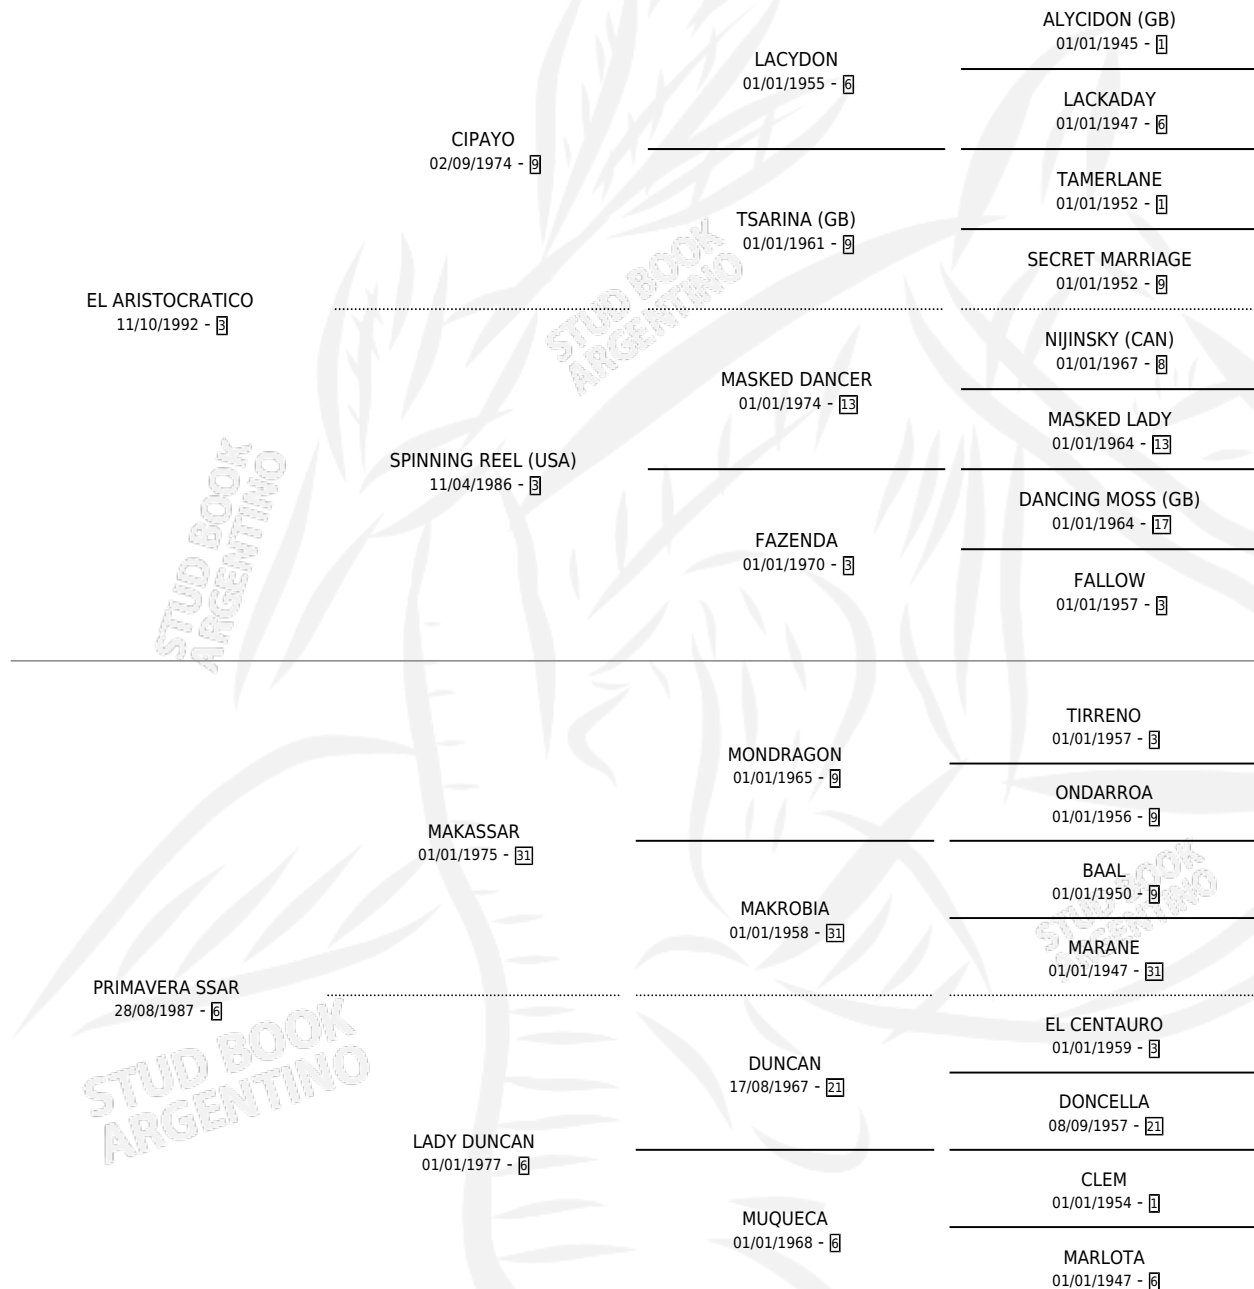 ALYCIDON (GB)
01/01/1945 - 1
LACYDON
01/01/1955 - 6
LACKADAY
01/01/1947 - 6
CIPAYO
02/09/1974 - 9
TAMERLANE
01/01/1952 - 1
TSARINA (GB)
01/01/1961 - 9
SECRET MARRIAGE
01/01/1952 - 9
EL ARISTOCRATICO
11/10/1992 - 3
STUD BOOK
ARGENTINO
NIJINSKY (CAN)
01/01/1967 - 8
MASKED DANCER
01/01/1974 - 13
MASKED LADY
01/01/1964 - 13
SPINNING REEL (USA)
11/04/1986 - 3
DANCING MOSS (GB)
01/01/1964 - 17
FAZENDA
01/01/1970 - 3
FALLOW
01/01/1957 - 3
STUD BOOK
ARGENTINO
TIRRENO
01/01/1957 - 3
MONDRAGON
01/01/1965 - 9
ONDARROA
01/01/1956 - 9
MAKASSAR
01/01/1975 - 31
BAAL
01/01/1950 - 9
MAKROBIA
01/01/1958 - 31
MARANE
01/01/1947 - 31
STUD BOOK
ARGENTINO
PRIMAVERA SSAR
28/08/1987 - 6
STUD BOOK
ARGENTINO
EL CENTAURO
01/01/1959 - 3
DUNCAN
17/08/1967 - 21
DONCELLA
08/09/1957 - 21
LADY DUNCAN
01/01/1977 - 6
CLEM
01/01/1954 - 1
MUQUECA
01/01/1968 - 6
MARLOTA
01/01/1947 - 6